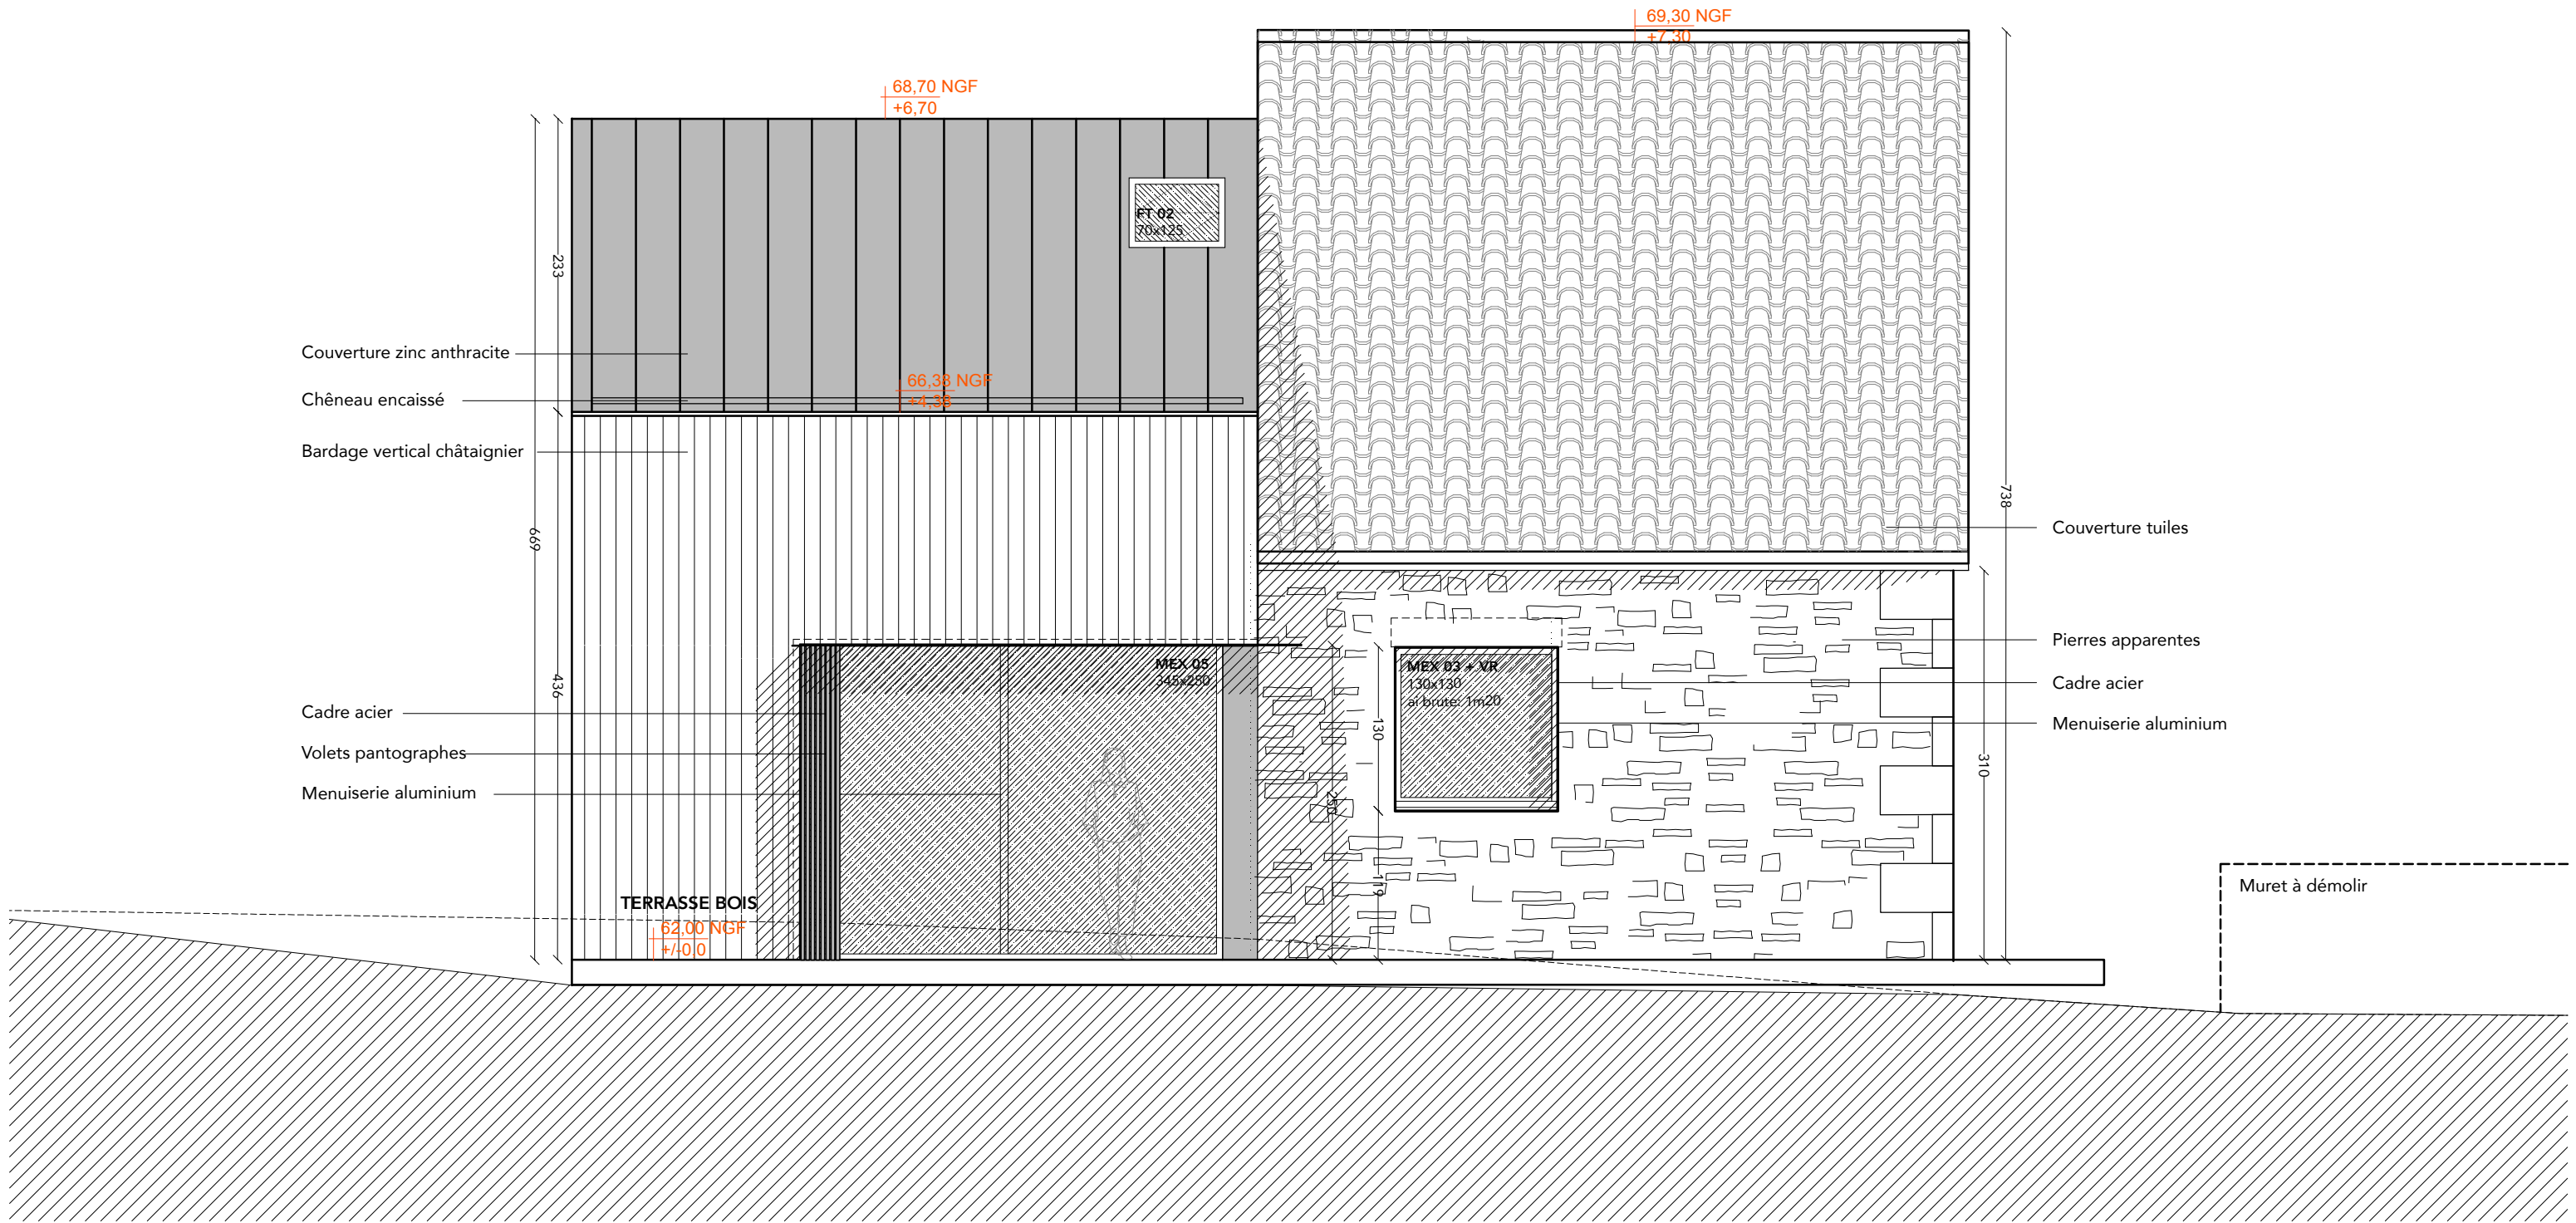 69,30 NGF
+7,30
68,70 NGF
+6,70
FT 02
70x125
233
Couverture zinc anthracite
66,38 NGF
+4,38
Chêneau encaissé
Bardage vertical châtaignier
738
Couverture tuiles
669
Pierres apparentes
MEX 05
345x250
MEX 03 + VR
130x130
al brute: 1m20
436
Cadre acier
Cadre acier
Menuiserie aluminium
130
Volets pantographes
310
Menuiserie aluminium
250
119
Muret à démolir
TERRASSE BOIS
62,00 NGF
+/-0.0